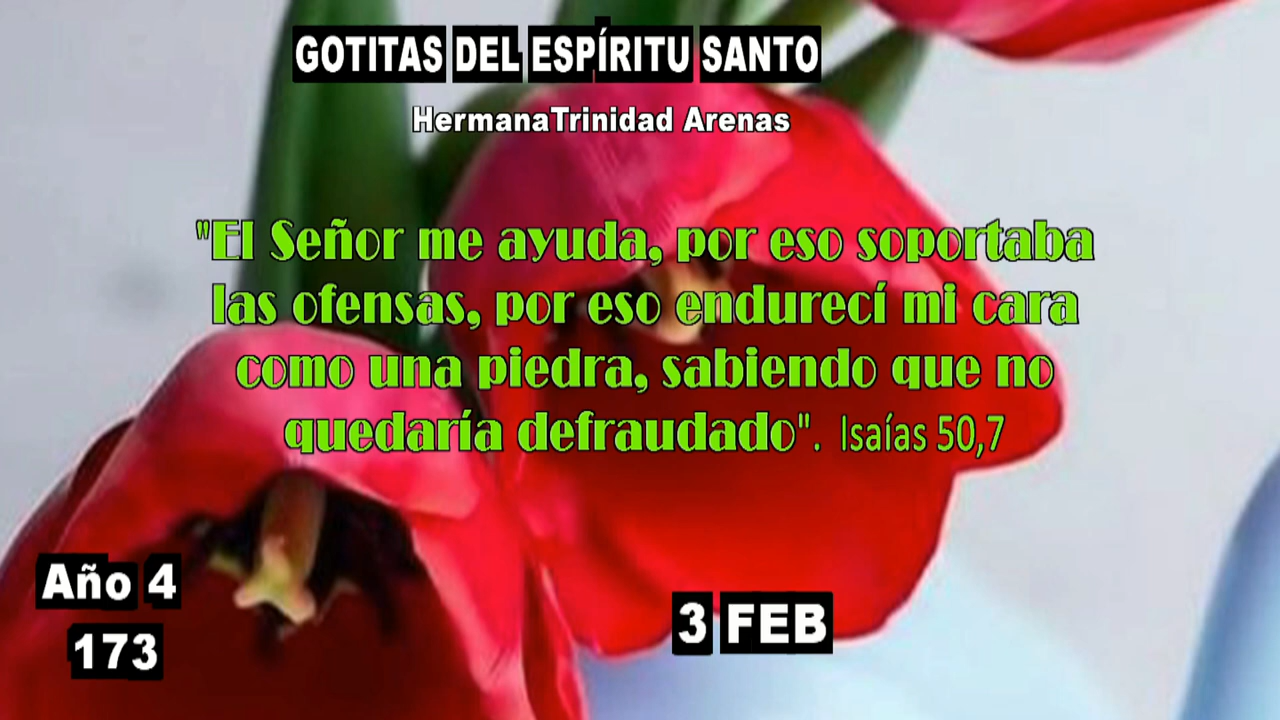 GOTITAS DEL ESPÍRITU SANTO
HermanaTrinidad Arenas
"El Señor me ayuda, por eso soportaba
las ofensas, por eso endurecí mi cara
como una piedra, sabiendo que no
quedaría defraudado". Isaías 50,7
Año 4
173
3 FEB